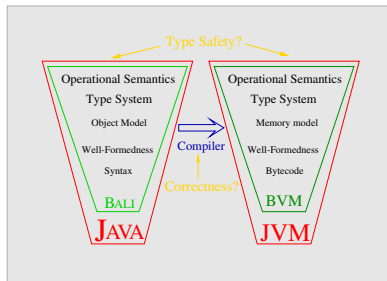 Type Safety?
Operational Semantics
Type System
Object Model
Well-Formedness
Syntax
BALI
JAVA
Compiler
Correctness?
Operational Semantics
Type System
Memory model
Well-Formedness
Bytecode
BVM
JVM